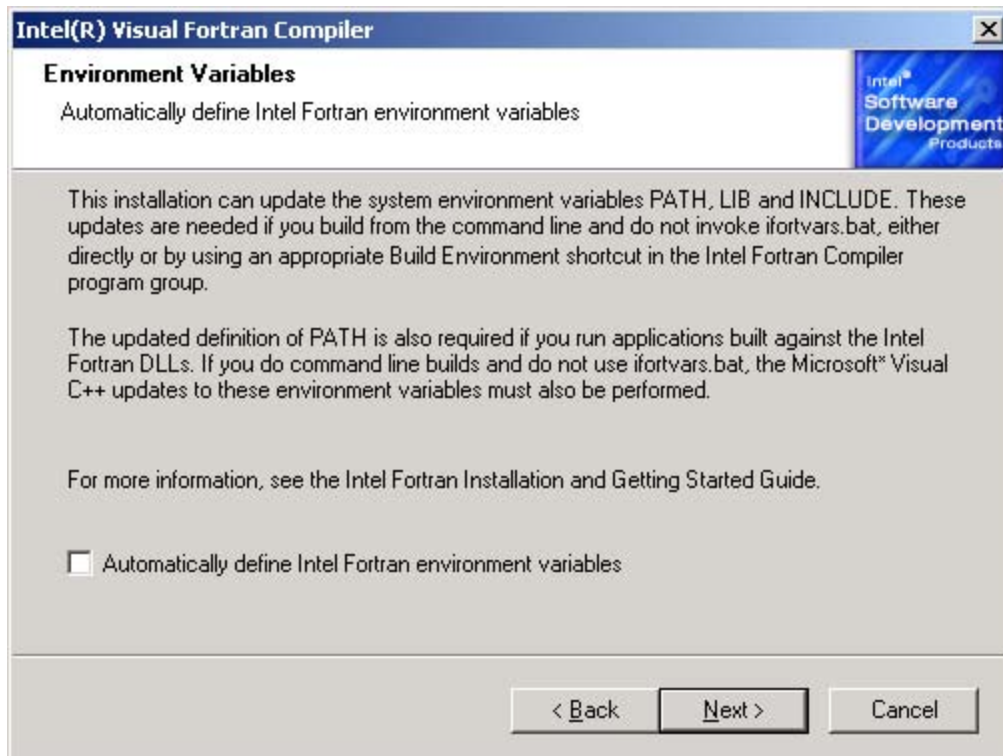 Intel(R) Visual Fortran Compiler
Environment Variables
Automatically define Intel Fortran environment variables
intel®
Software
Development
Products
This installation can update the system environment variables PATH, LIB and INCLUDE. These
updates are needed if you build from the command line and do not invoke ifortvars.bat, either
directly or by using an appropriate Build Environment shortcut in the Intel Fortran Compiler
program group.
The updated definition of PATH is also required if you run applications built against the Intel
Fortran DLLs. If you do command line builds and do not use ifortvars.bat, the Microsoft* Visual
C++ updates to these environment variables must also be performed.
For more information, see the Intel Fortran Installation and Getting Started Guide.
Automatically define Intel Fortran environment variables
< Back
Next >
Cancel